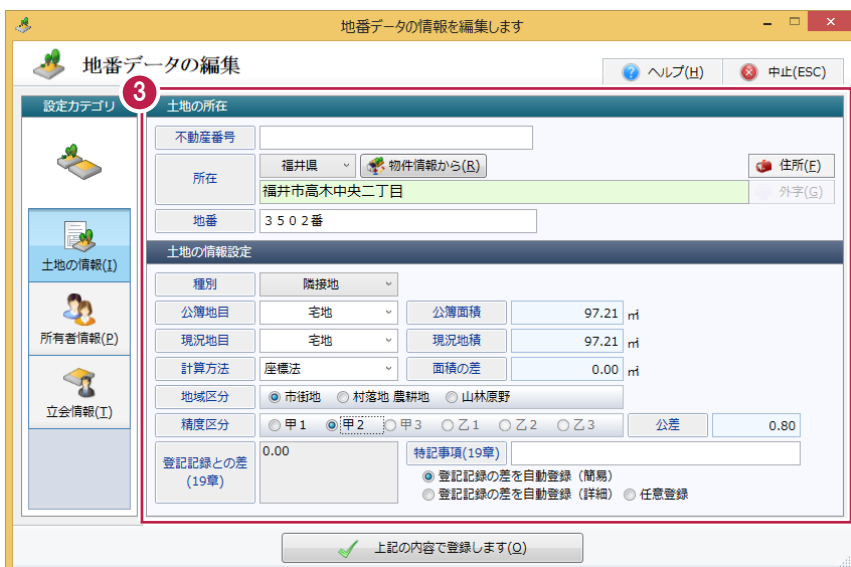 地番データの情報を編集します
地番データの編集
ヘルプ(H) 中止(ESC)
3
設定カテゴリ
土地の情報(I)
所有者情報(P)
立会情報(T)
土地の所在
不動産番号
所在 福井県 物件情報から(R) 住所(F)
福井市高木中央二丁目 外字(G)
地番 3502番
土地の情報設定
種別 隣接地
公簿地目 宅地 公簿面積 97.21 ㎡
現況地目 宅地 現況地積 97.21 ㎡
計算方法 座標法 面積の差 0.00 ㎡
地域区分 市街地 村落地 農耕地 山林原野
精度区分 甲1 甲2 甲3 乙1 乙2 乙3 公差 0.80
登記記録との差
(19章)
0.00
特記事項(19章)
登記記録の差を自動登録(簡易)
登記記録の差を自動登録(詳細) 任意登録
上記の内容で登録します(O)